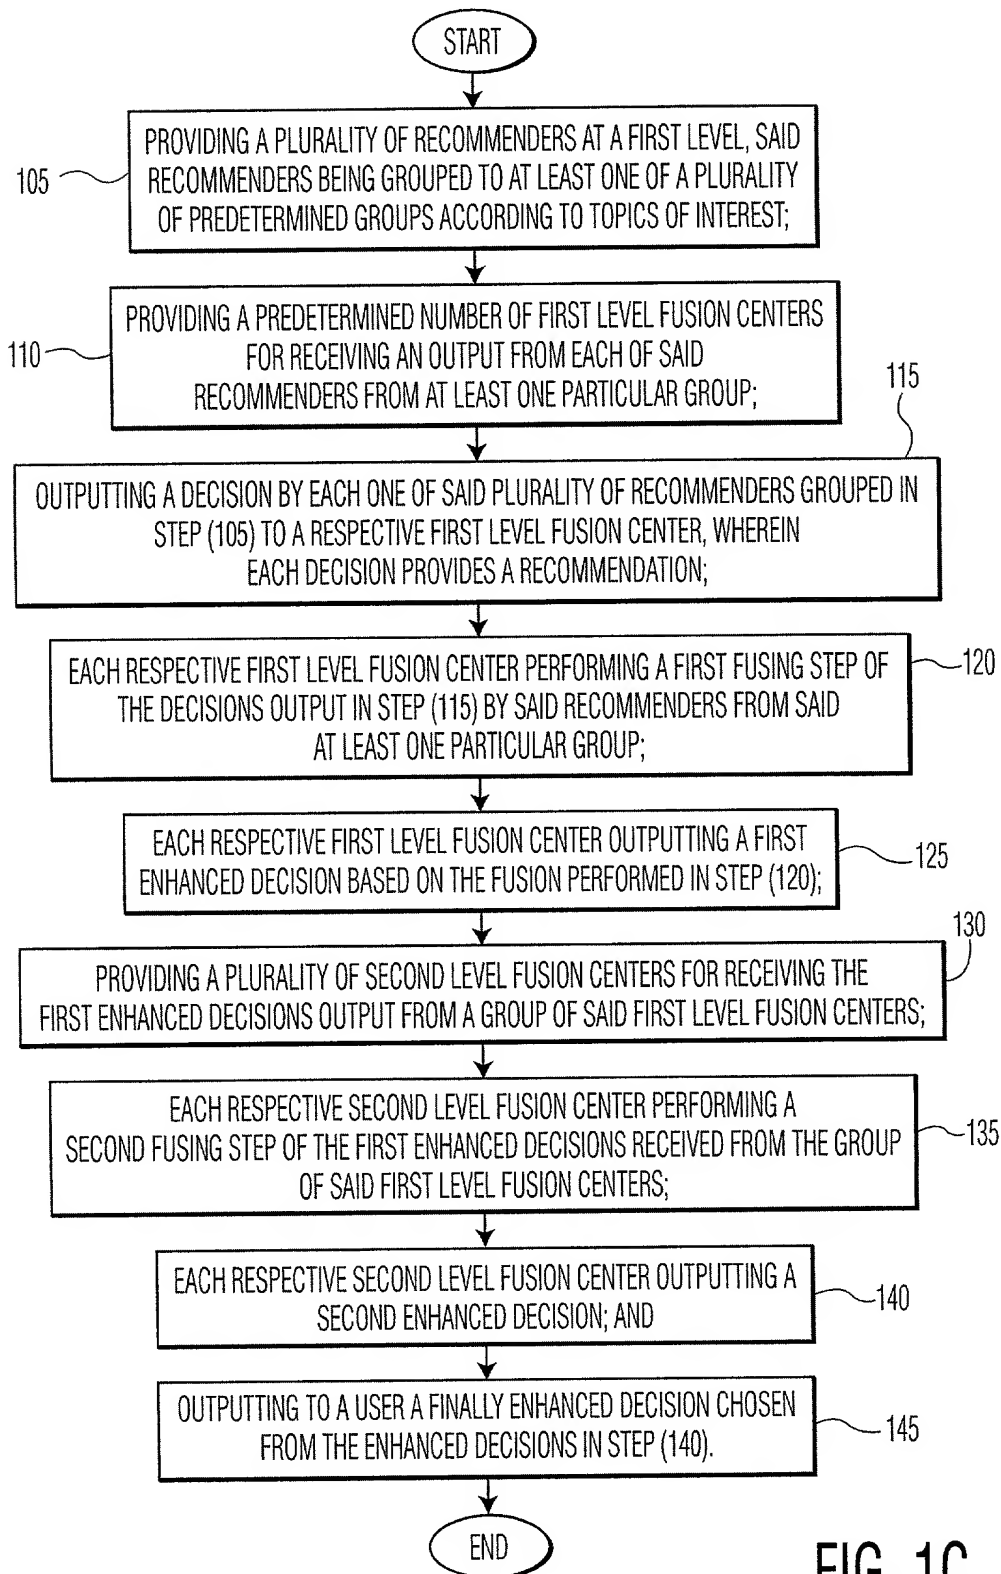 START
PROVIDING A PLURALITY OF RECOMMENDERS AT A FIRST LEVEL, SAID
RECOMMENDERS BEING GROUPED TO AT LEAST ONE OF A PLURALITY
OF PREDETERMINED GROUPS ACCORDING TO TOPICS OF INTEREST;
105
PROVIDING A PREDETERMINED NUMBER OF FIRST LEVEL FUSION CENTERS
FOR RECEIVING AN OUTPUT FROM EACH OF SAID
RECOMMENDERS FROM AT LEAST ONE PARTICULAR GROUP;
110
115
OUTPUTTING A DECISION BY EACH ONE OF SAID PLURALITY OF RECOMMENDERS GROUPED IN
STEP (105) TO A RESPECTIVE FIRST LEVEL FUSION CENTER, WHEREIN
EACH DECISION PROVIDES A RECOMMENDATION;
EACH RESPECTIVE FIRST LEVEL FUSION CENTER PERFORMING A FIRST FUSING STEP OF
THE DECISIONS OUTPUT IN STEP (115) BY SAID RECOMMENDERS FROM SAID
AT LEAST ONE PARTICULAR GROUP;
120
EACH RESPECTIVE FIRST LEVEL FUSION CENTER OUTPUTTING A FIRST
ENHANCED DECISION BASED ON THE FUSION PERFORMED IN STEP (120);
125
130
PROVIDING A PLURALITY OF SECOND LEVEL FUSION CENTERS FOR RECEIVING THE
FIRST ENHANCED DECISIONS OUTPUT FROM A GROUP OF SAID FIRST LEVEL FUSION CENTERS;
EACH RESPECTIVE SECOND LEVEL FUSION CENTER PERFORMING A
SECOND FUSING STEP OF THE FIRST ENHANCED DECISIONS RECEIVED FROM THE GROUP
OF SAID FIRST LEVEL FUSION CENTERS;
135
EACH RESPECTIVE SECOND LEVEL FUSION CENTER OUTPUTTING A
SECOND ENHANCED DECISION; AND
140
OUTPUTTING TO A USER A FINALLY ENHANCED DECISION CHOSEN
FROM THE ENHANCED DECISIONS IN STEP (140).
145
END
FIG. 1C